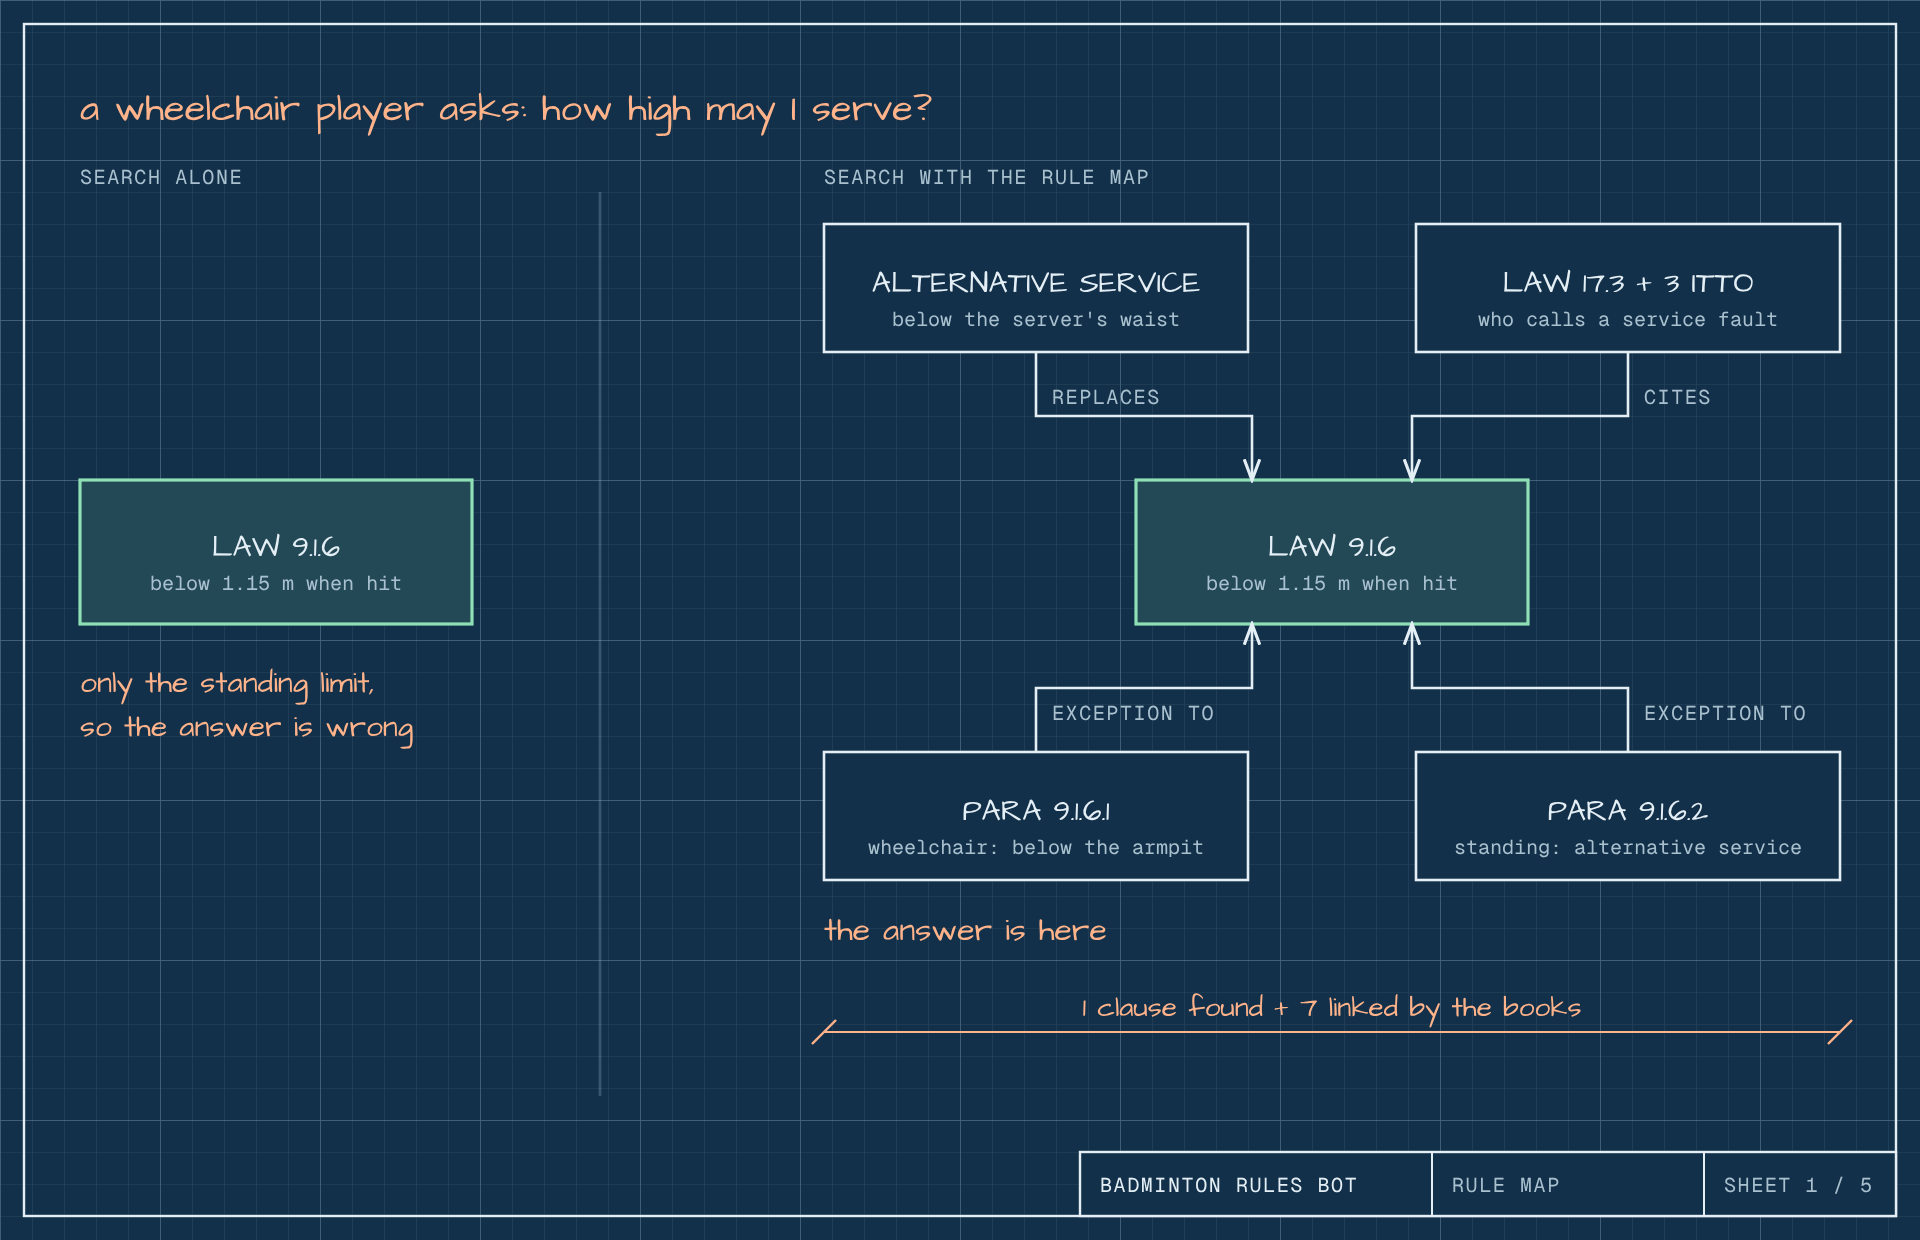 a wheelchair player asks: how high may I serve?
SEARCH ALONE
LAW 9.1.6
below 1.15 m when hit
only the standing limit,
so the answer is wrong
SEARCH WITH THE RULE MAP
ALTERNATIVE SERVICE
below the server's waist
LAW 17.3 + 3 ITTO
who calls a service fault
REPLACES
CITES
LAW 9.1.6
below 1.15 m when hit
EXCEPTION TO
EXCEPTION TO
PARA 9.1.6.1
wheelchair: below the armpit
PARA 9.1.6.2
standing: alternative service
the answer is here
1 clause found + 7 linked by the books
BADMINTON RULES BOT
RULE MAP
SHEET 1 / 5